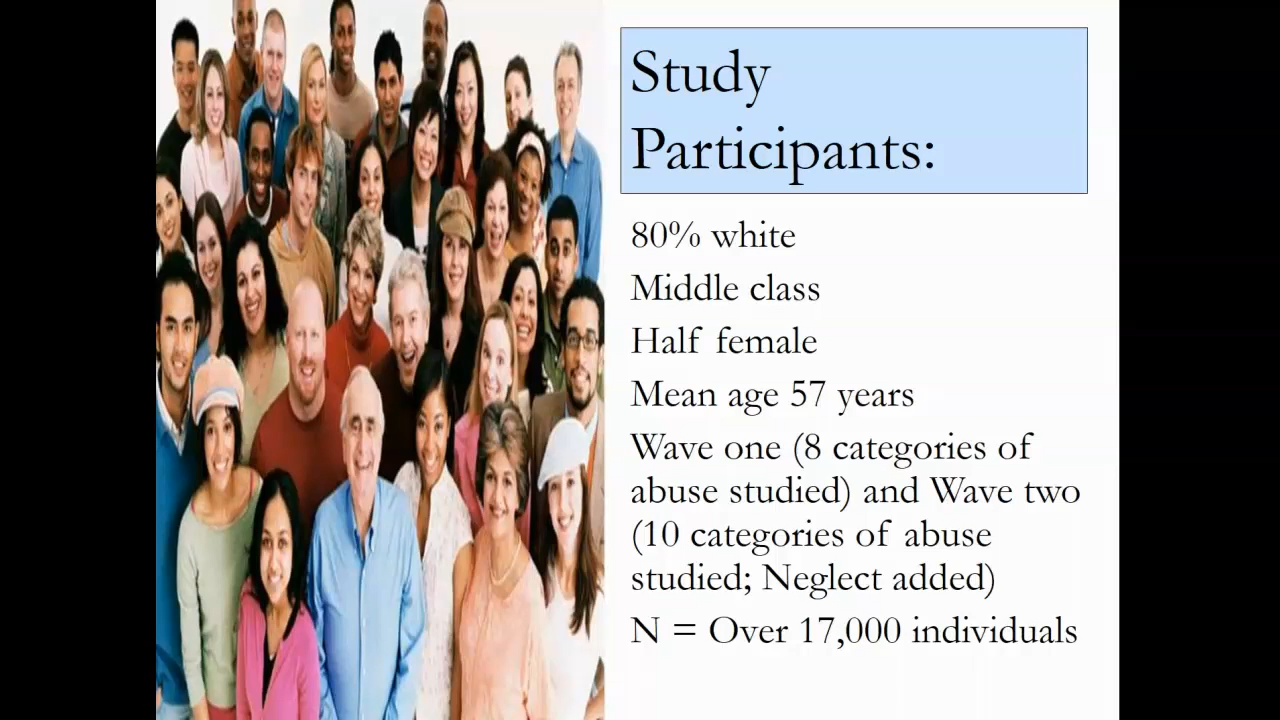 Study
Participants:
80% white
Middle class
Half female
Mean age 57 years
Wave one (8 categories of
abuse studied) and Wave two
(10 categories of abuse
studied; Neglect added)
N = Over 17,000 individuals